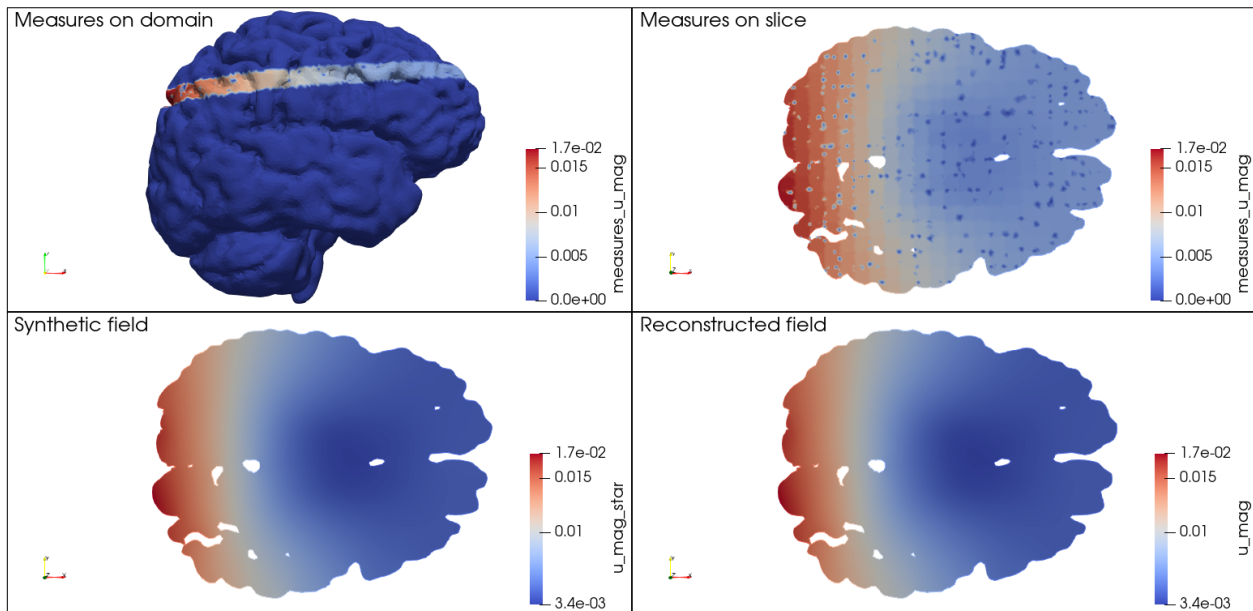 Measures on domain
1.7e-02
0.015
0.01
0.005
0.0e+00
measures_u_mag
Measures on slice
1.7e-02
0.015
0.01
0.005
0.0e+00
measures_u_mag
Synthetic field
1.7e-02
0.015
0.01
3.4e-03
u_mag_star
Reconstructed field
1.7e-02
0.015
0.01
3.4e-03
u_mag